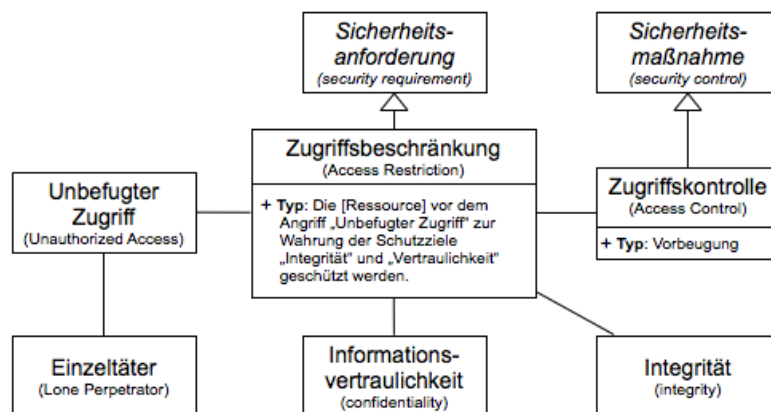 Sicherheits-
anforderung
(security requirement)
Sicherheits-
maßnahme
(security control)
Zugriffsbeschränkung
(Access Restriction)
+ Typ: Die [Ressource] vor dem
Angriff „Unbefugter Zugriff" zur
Wahrung der Schutzziele
„Integrität" und „Vertraulichkeit"
geschützt werden.
Unbefugter
Zugriff
(Unauthorized Access)
Zugriffskontrolle
(Access Control)
+ Typ: Vorbeugung
Einzeltäter
(Lone Perpetrator)
Informations-
vertraulichkeit
(confidentiality)
Integrität
(integrity)